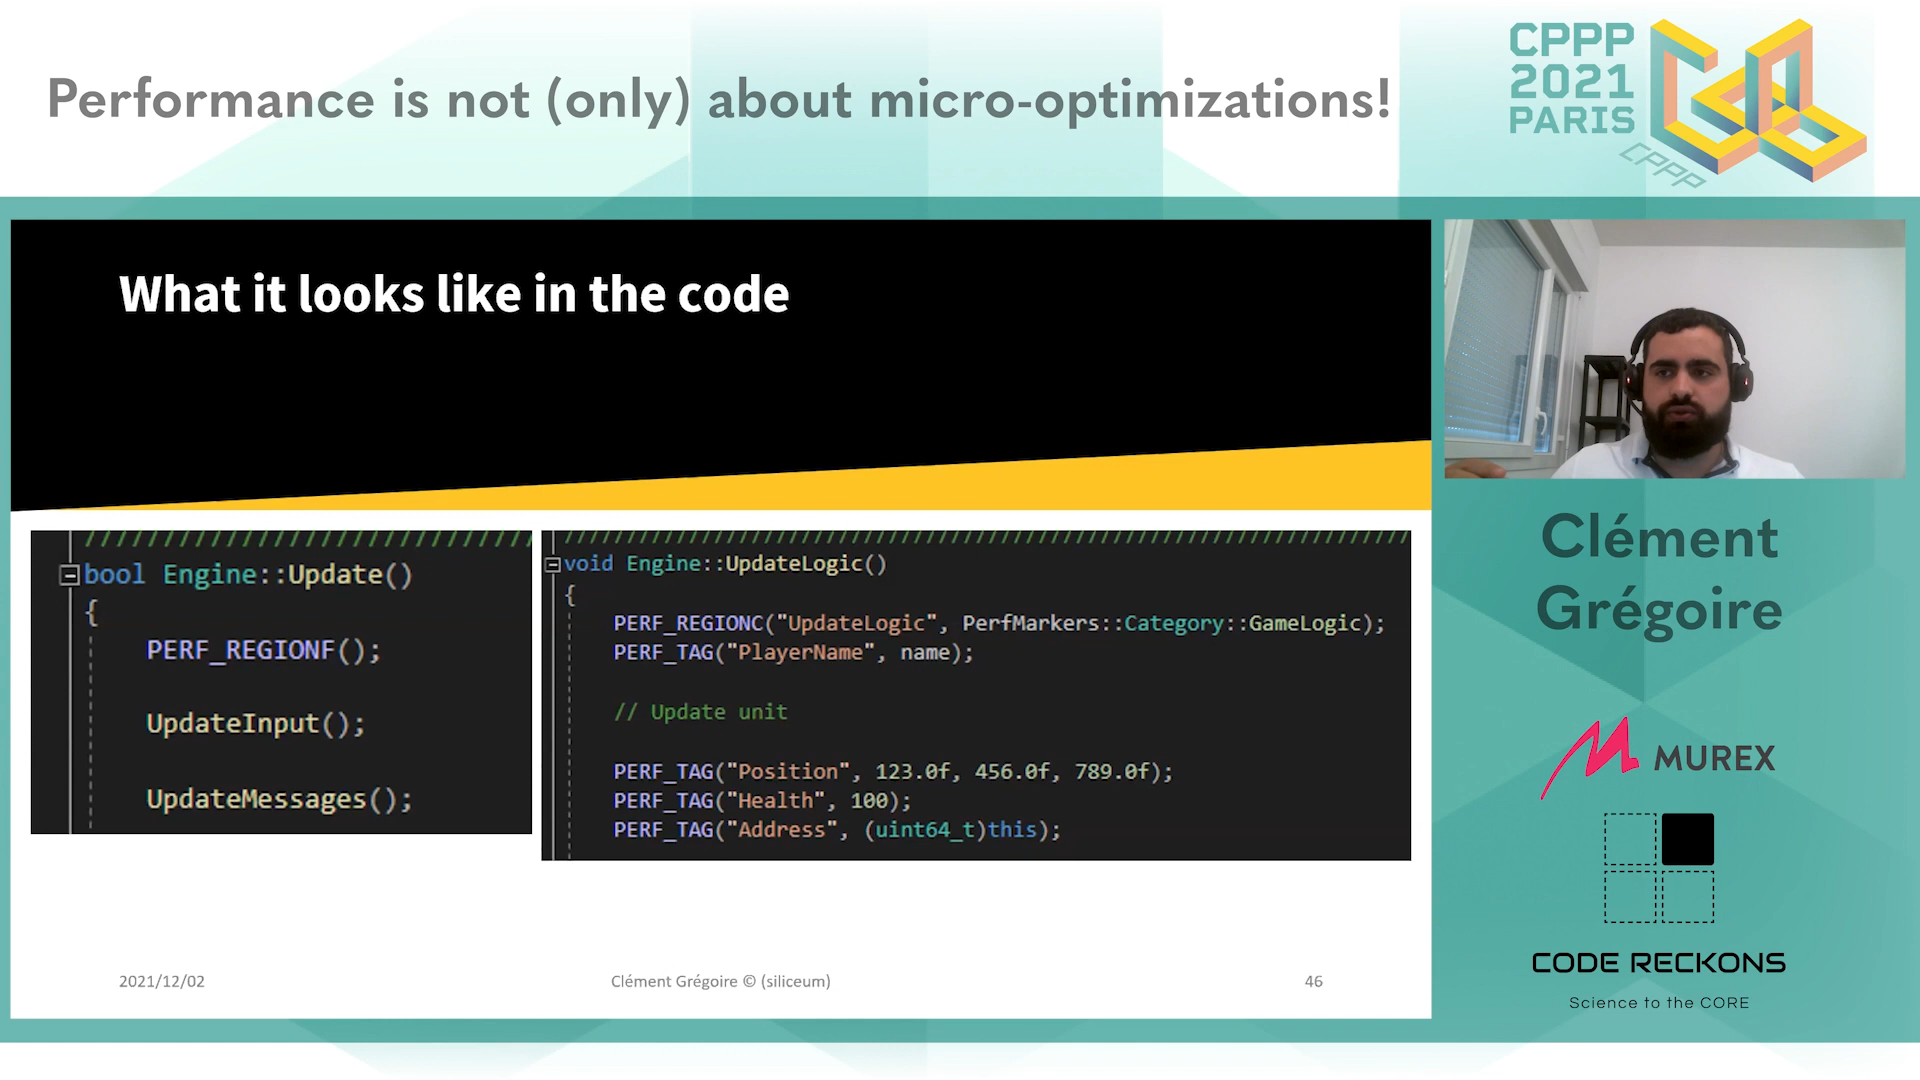 Performance is not (only) about micro-optimizations!
CPPP
2021
PARIS
CPPP
What it looks like in the code
////////////////////////////
bool Engine::Update()
{
PERF_REGIONF();
UpdateInput();
UpdateMessages();
void Engine::UpdateLogic()
{
PERF_REGIONC("UpdateLogic", PerfMarkers::Category::GameLogic);
PERF_TAG("PlayerName", name);
// Update unit
PERF_TAG("Position", 123.0f, 456.0f, 789.0f);
PERF_TAG("Health", 100);
PERF_TAG("Address", (uint64_t)this);
2021/12/02
Clément Grégoire © (siliceum)
46
Clément
Grégoire
MUREX
CODE RECKONS
Science to the CORE